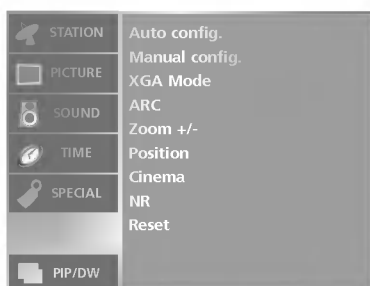 STATION
PICTURE
SOUND
TIME
SPECIAL
PIP/DW
Auto config.
Manual config.
XGA Mode
ARC
Zoom +/-
Position
Cinema
NR
Reset